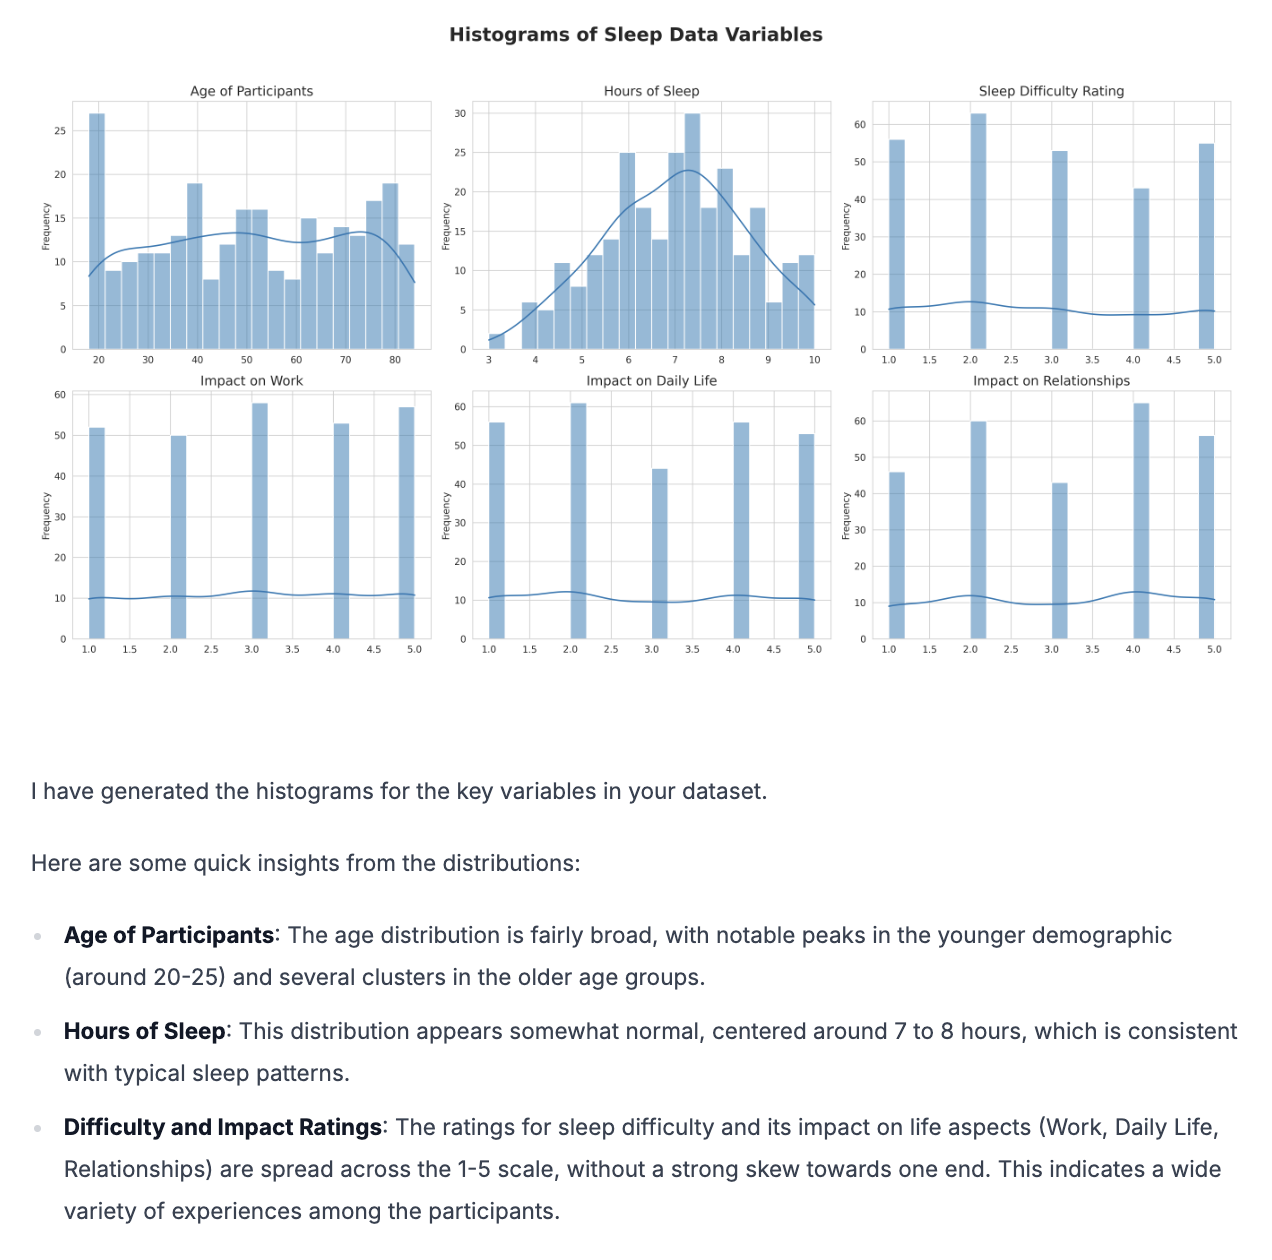 Histograms of Sleep Data Variables
Age of Participants
Frequency
25
20
15
10
5
0
20 30 40 50 60 70 80
Hours of Sleep
Frequency
30
25
20
15
10
5
0
3 4 5 6 7 8 9 10
Sleep Difficulty Rating
Frequency
60
50
40
30
20
10
0
1.0 1.5 2.0 2.5 3.0 3.5 4.0 4.5 5.0
Impact on Work
Frequency
60
50
40
30
20
10
0
1.0 1.5 2.0 2.5 3.0 3.5 4.0 4.5 5.0
Impact on Daily Life
Frequency
60
50
40
30
20
10
0
1.0 1.5 2.0 2.5 3.0 3.5 4.0 4.5 5.0
Impact on Relationships
Frequency
60
50
40
30
20
10
0
1.0 1.5 2.0 2.5 3.0 3.5 4.0 4.5 5.0
I have generated the histograms for the key variables in your dataset.
Here are some quick insights from the distributions:
• Age of Participants: The age distribution is fairly broad, with notable peaks in the younger demographic
(around 20-25) and several clusters in the older age groups.
• Hours of Sleep: This distribution appears somewhat normal, centered around 7 to 8 hours, which is consistent
with typical sleep patterns.
• Difficulty and Impact Ratings: The ratings for sleep difficulty and its impact on life aspects (Work, Daily Life,
Relationships) are spread across the 1-5 scale, without a strong skew towards one end. This indicates a wide
variety of experiences among the participants.